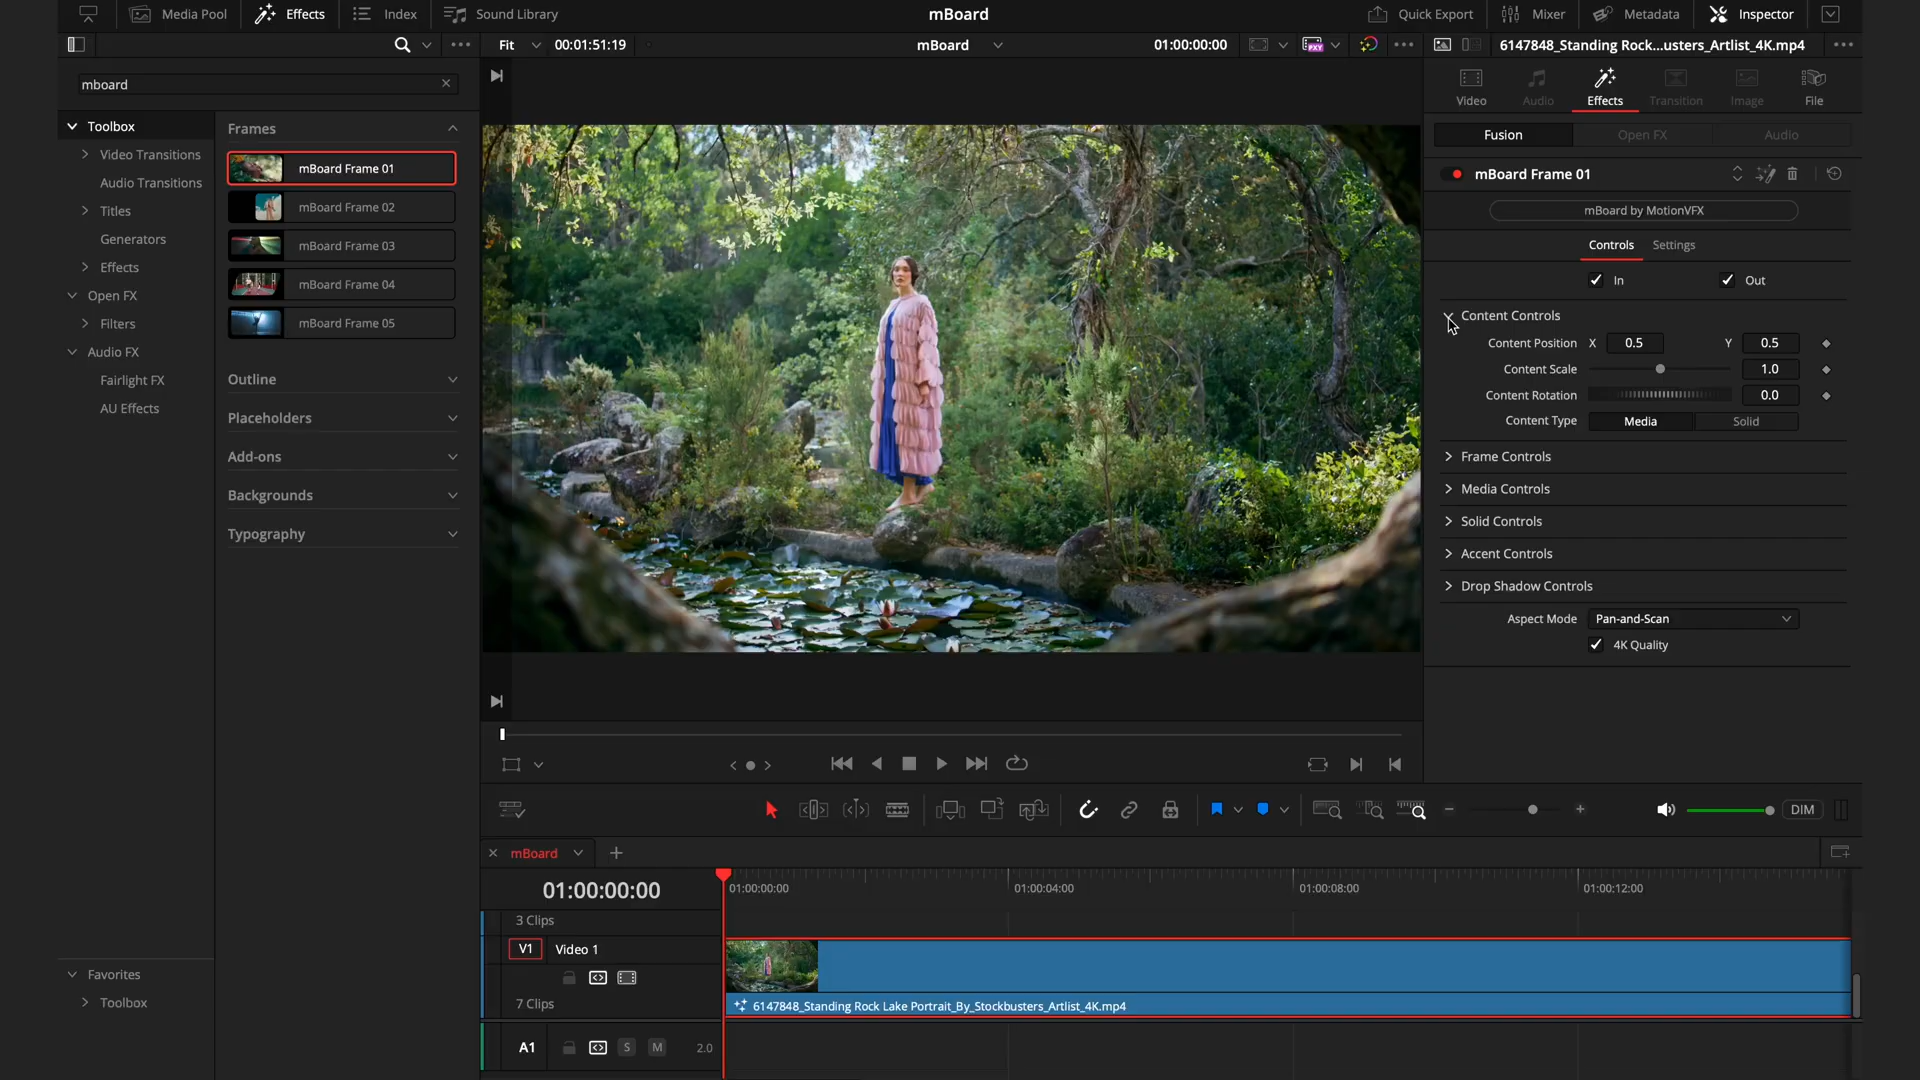 Media Pool
Effects
Index
Sound Library
mBoard
Quick Export
Mixer
Metadata
Inspector
Fit
00:01:51:19
mBoard
01:00:00:00
PXY
6147848_Standing Rock...usters_Artlist_4K.mp4
mboard
Toolbox
Video Transitions
Audio Transitions
Titles
Generators
Effects
Open FX
Filters
Audio FX
Fairlight FX
AU Effects
Favorites
Toolbox
Frames
mBoard Frame 01
mBoard Frame 02
mBoard Frame 03
mBoard Frame 04
mBoard Frame 05
Outline
Placeholders
Add-ons
Backgrounds
Typography
Video
Audio
Effects
Transition
Image
File
Fusion
Open FX
Audio
mBoard Frame 01
mBoard by MotionVFX
Controls
Settings
In
Out
Content Controls
Content Position X 0.5 Y 0.5
Content Scale 1.0
Content Rotation 0.0
Content Type Media Solid
Frame Controls
Media Controls
Solid Controls
Accent Controls
Drop Shadow Controls
Aspect Mode Pan-and-Scan
4K Quality
DIM
mBoard
01:00:00:00
01:00:00:00
01:00:04:00
01:00:08:00
01:00:12:00
3 Clips
V1 Video 1
7 Clips
6147848_Standing Rock Lake Portrait_By_Stockbusters_Artlist_4K.mp4
A1 S M 2.0